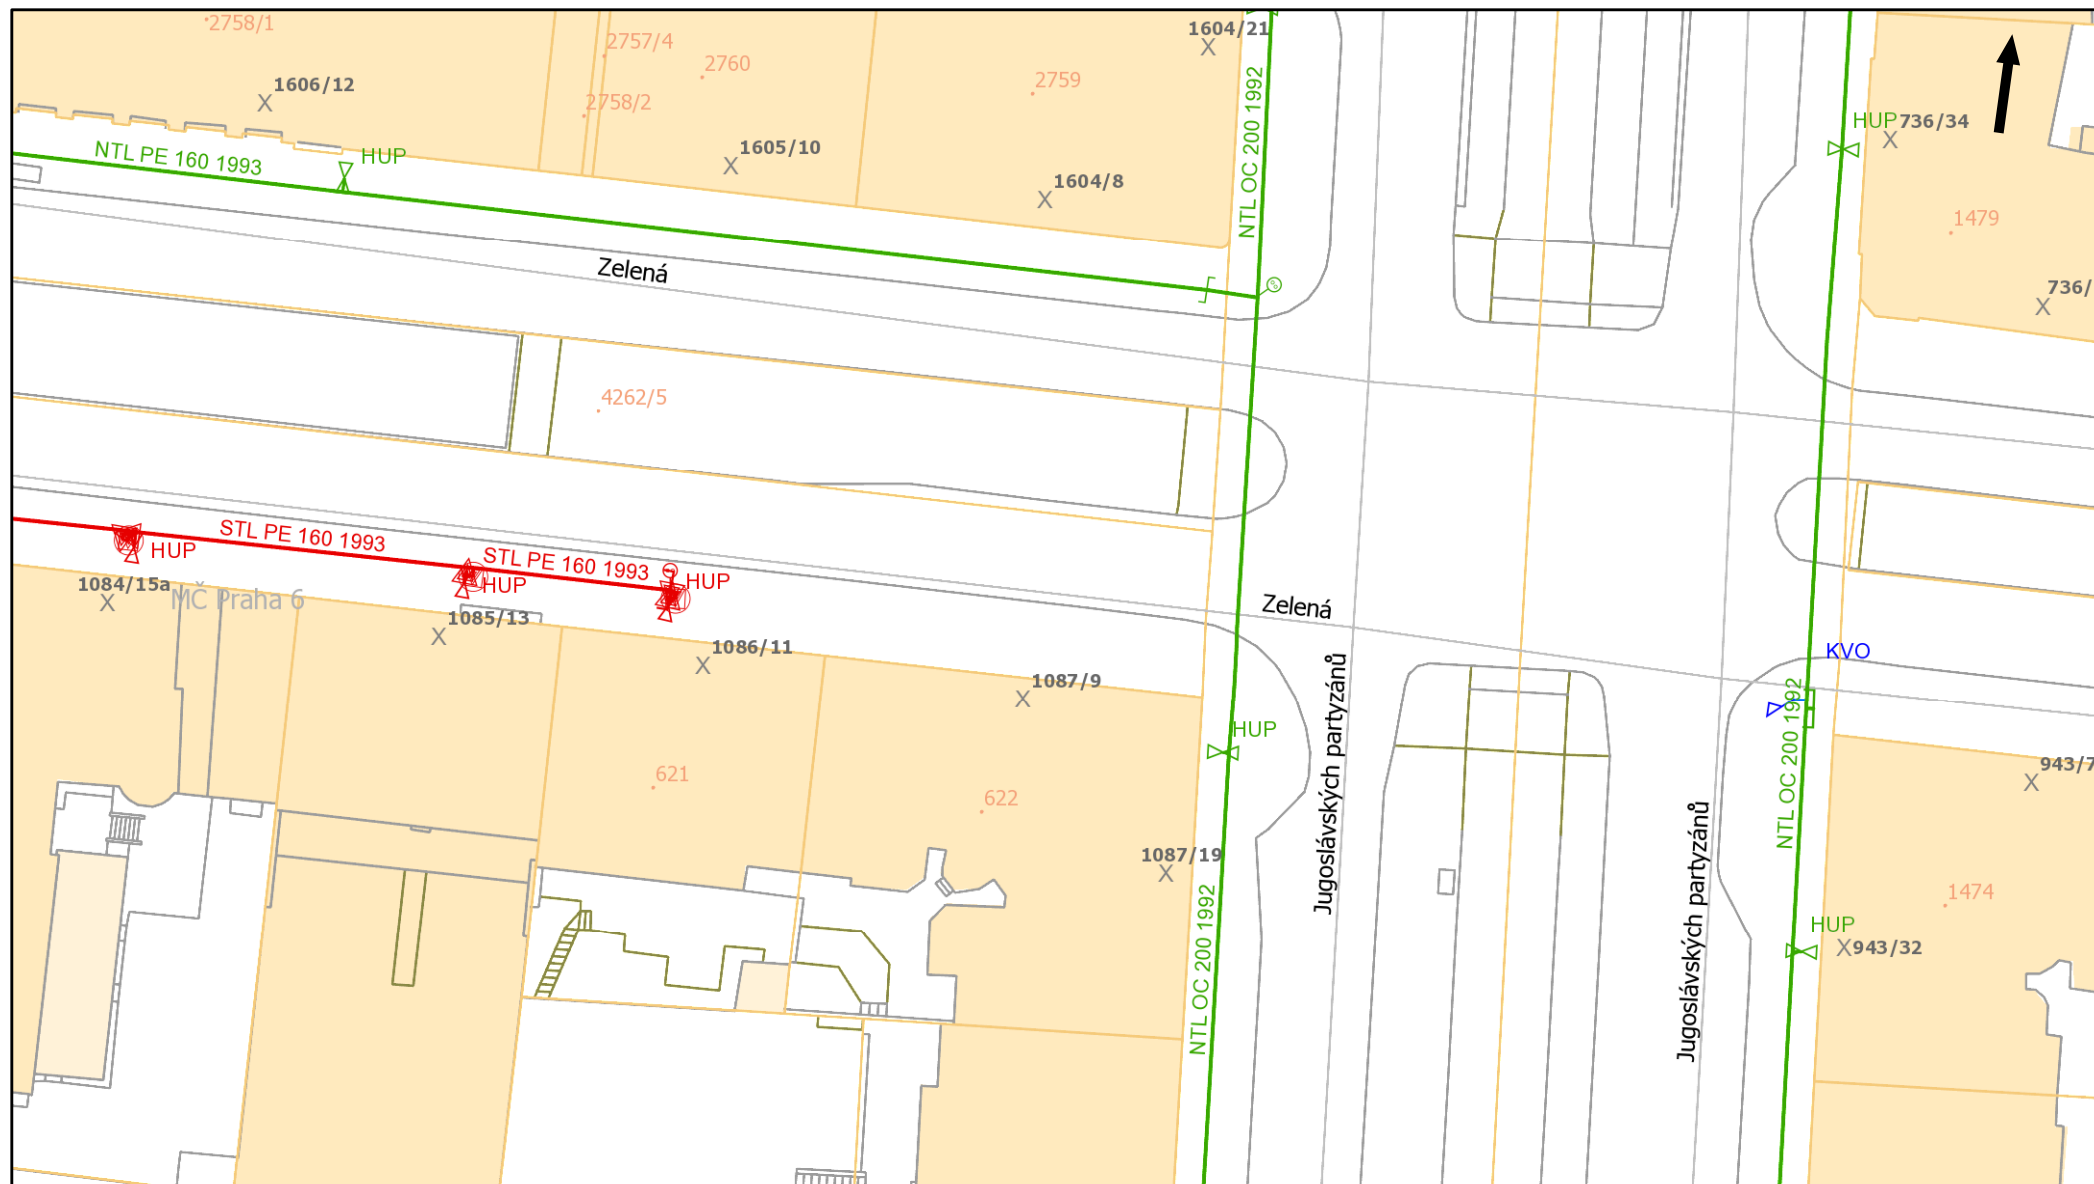 2758/1
2757/4
1604/21
2760
2759
1606/12
2758/2
HUP
736/34
NTL PE 160 1993
HUP
1605/10
NTL OC 200 1992
1604/8
1479
Zelená
736/
4262/5
STL PE 160 1993
HUP
STL PE 160 1993
HUP
HUP
1084/15a
MČ Praha 6
Zelená
1085/13
1086/11
KVO
1087/9
Jugoslávských partyzánů
HUP
NTL OC 200 1992
943/7
621
622
Jugoslávských partyzánů
1087/19
1474
NTL OC 200 1992
HUP
943/32